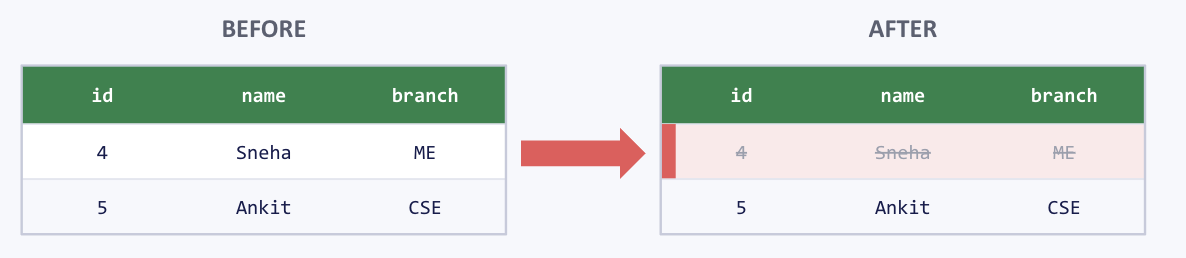 BEFORE
id name branch
4 Sneha ME
5 Ankit CSE
AFTER
id name branch
4 Sneha ME
5 Ankit CSE